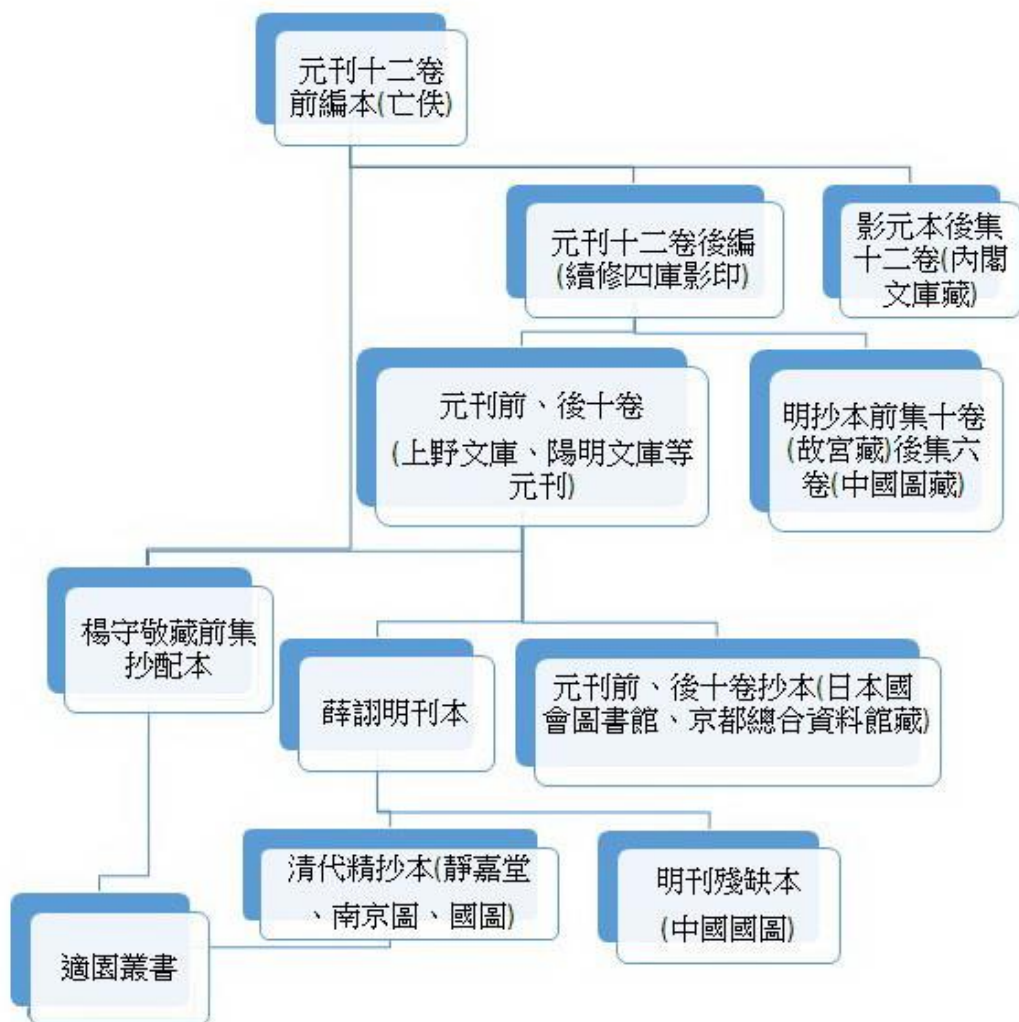 元刊十二卷
前編本(亡佚)
元刊十二卷後編
(續修四庫影印)
影元本後集
十二卷(內閣
文庫藏)
元刊前、後十卷
(上野文庫、陽明文庫等
元刊)
明抄本前集十卷
(故宮藏)後集六
卷(中國圖藏)
楊守敬藏前集
抄配本
薛詡明刊本
元刊前、後十卷抄本(日本國
會圖書館、京都總合資料館藏)
清代精抄本(靜嘉堂
、南京圖、國圖)
明刊殘缺本
(中國國圖)
適園叢書